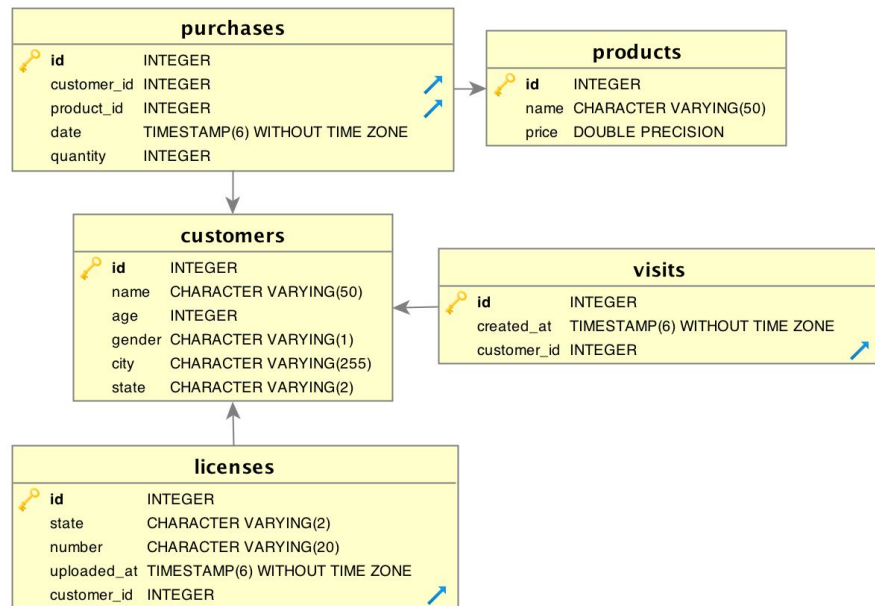 purchases
id INTEGER
customer_id INTEGER
product_id INTEGER
date TIMESTAMP(6) WITHOUT TIME ZONE
quantity INTEGER
products
id INTEGER
name CHARACTER VARYING(50)
price DOUBLE PRECISION
customers
id INTEGER
name CHARACTER VARYING(50)
age INTEGER
gender CHARACTER VARYING(1)
city CHARACTER VARYING(255)
state CHARACTER VARYING(2)
visits
id INTEGER
created_at TIMESTAMP(6) WITHOUT TIME ZONE
customer_id INTEGER
licenses
id INTEGER
state CHARACTER VARYING(2)
number CHARACTER VARYING(20)
uploaded_at TIMESTAMP(6) WITHOUT TIME ZONE
customer_id INTEGER